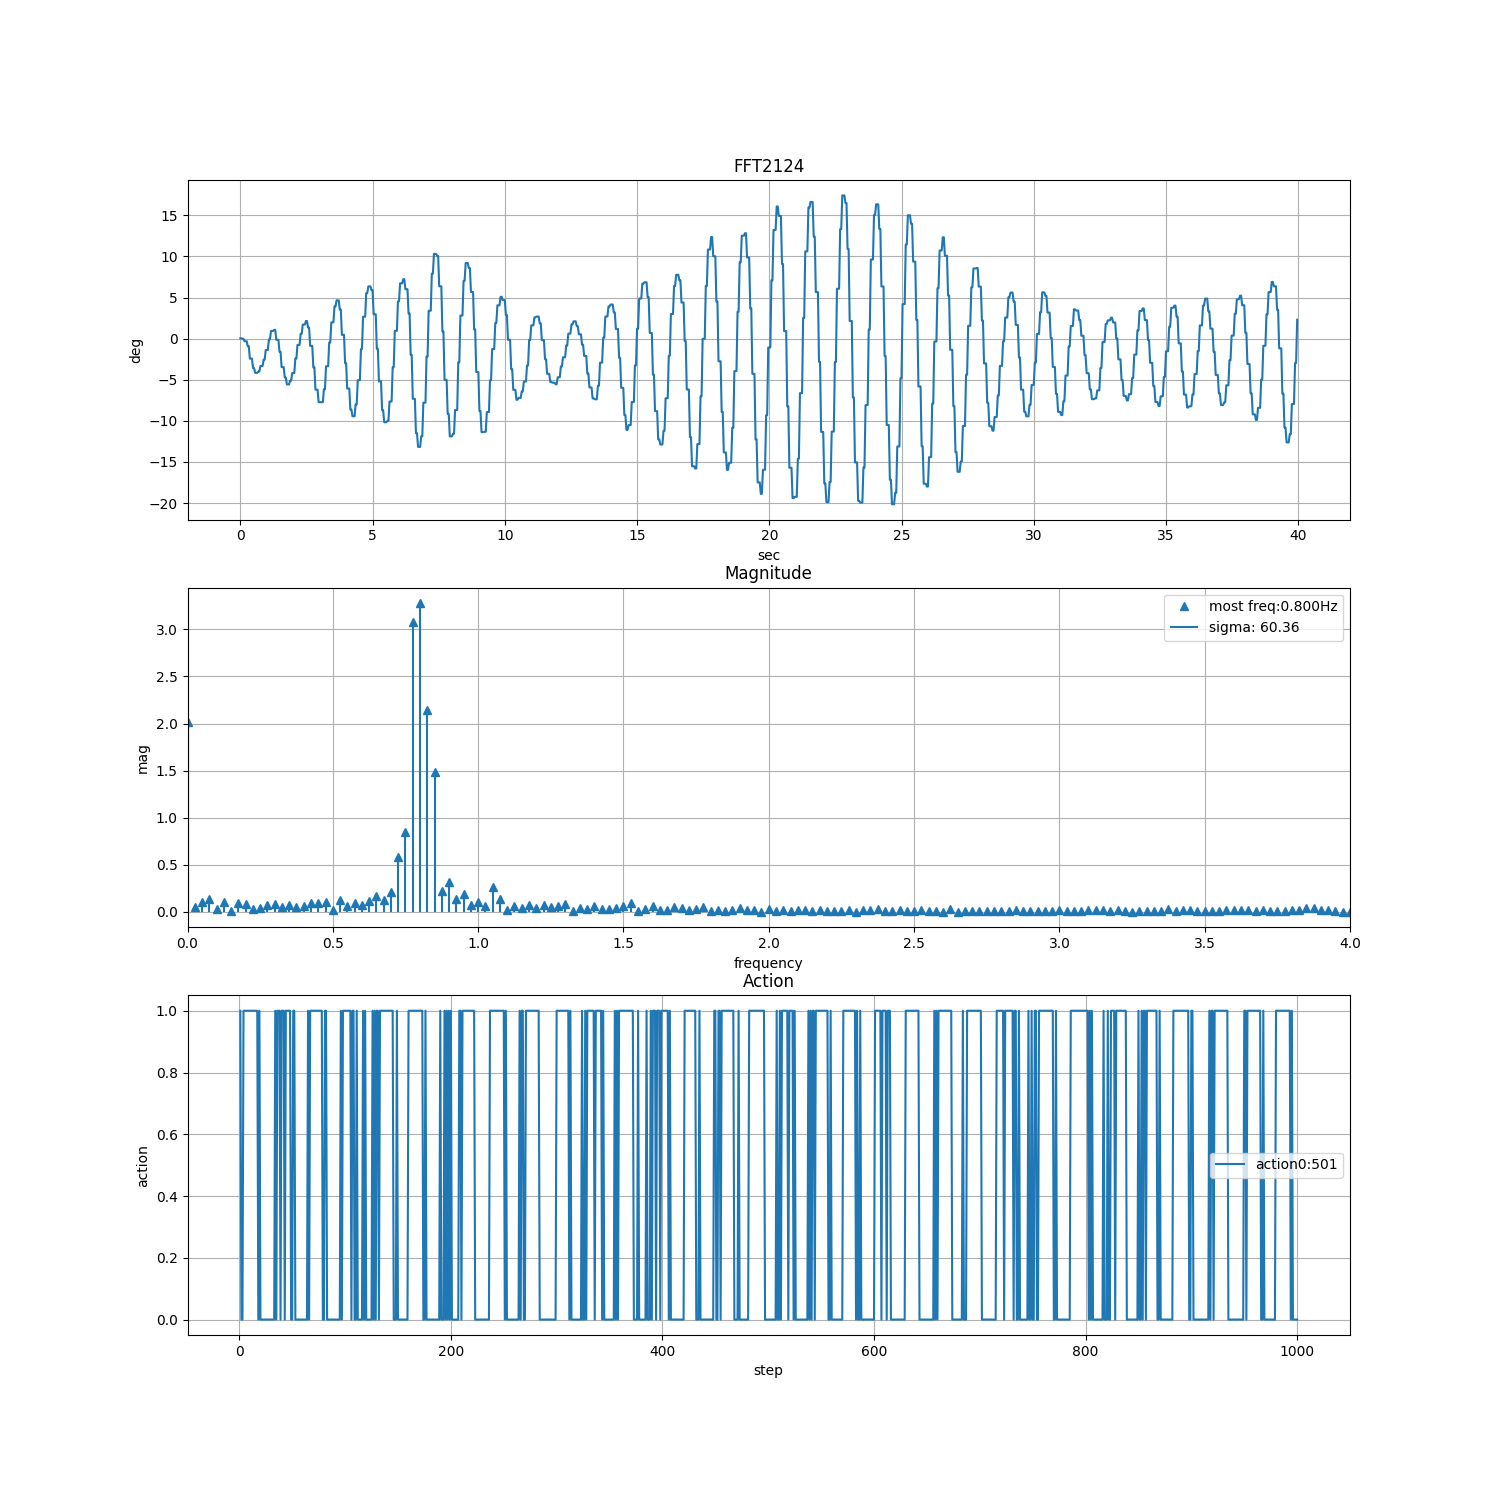 FFT2124
15
10
5
0
−5
−10
−15
−20
deg
0 5 10 15 20 25 30 35 40
sec
Magnitude
most freq:0.800Hz
sigma: 60.36
3.0
2.5
2.0
1.5
1.0
0.5
0.0
mag
0.0 0.5 1.0 1.5 2.0 2.5 3.0 3.5 4.0
frequency
Action
1.0
0.8
0.6
0.4
0.2
0.0
action
action0:501
0 200 400 600 800 1000
step